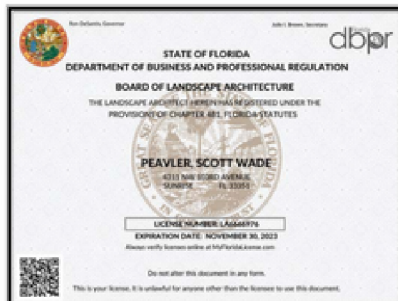 Ron DeSantis, Governor
dbpr
STATE OF FLORIDA
DEPARTMENT OF BUSINESS AND PROFESSIONAL REGULATION
BOARD OF LANDSCAPE ARCHITECTURE
THE LANDSCAPE ARCHITECT HEREIN HAS REGISTERED UNDER THE
PROVISIONS OF CHAPTER 481, FLORIDA STATUTES
PEAVLER, SCOTT WADE
AVENUE
SUNRISE FL 33351
LICENSE NUMBER:
EXPIRATION DATE: NOVEMBER 30, 2023
Always verify licenses online at MyFloridaLicense.com
Do not alter this document in any form.
This is your license. It is unlawful for anyone other than the licensee to use this document.